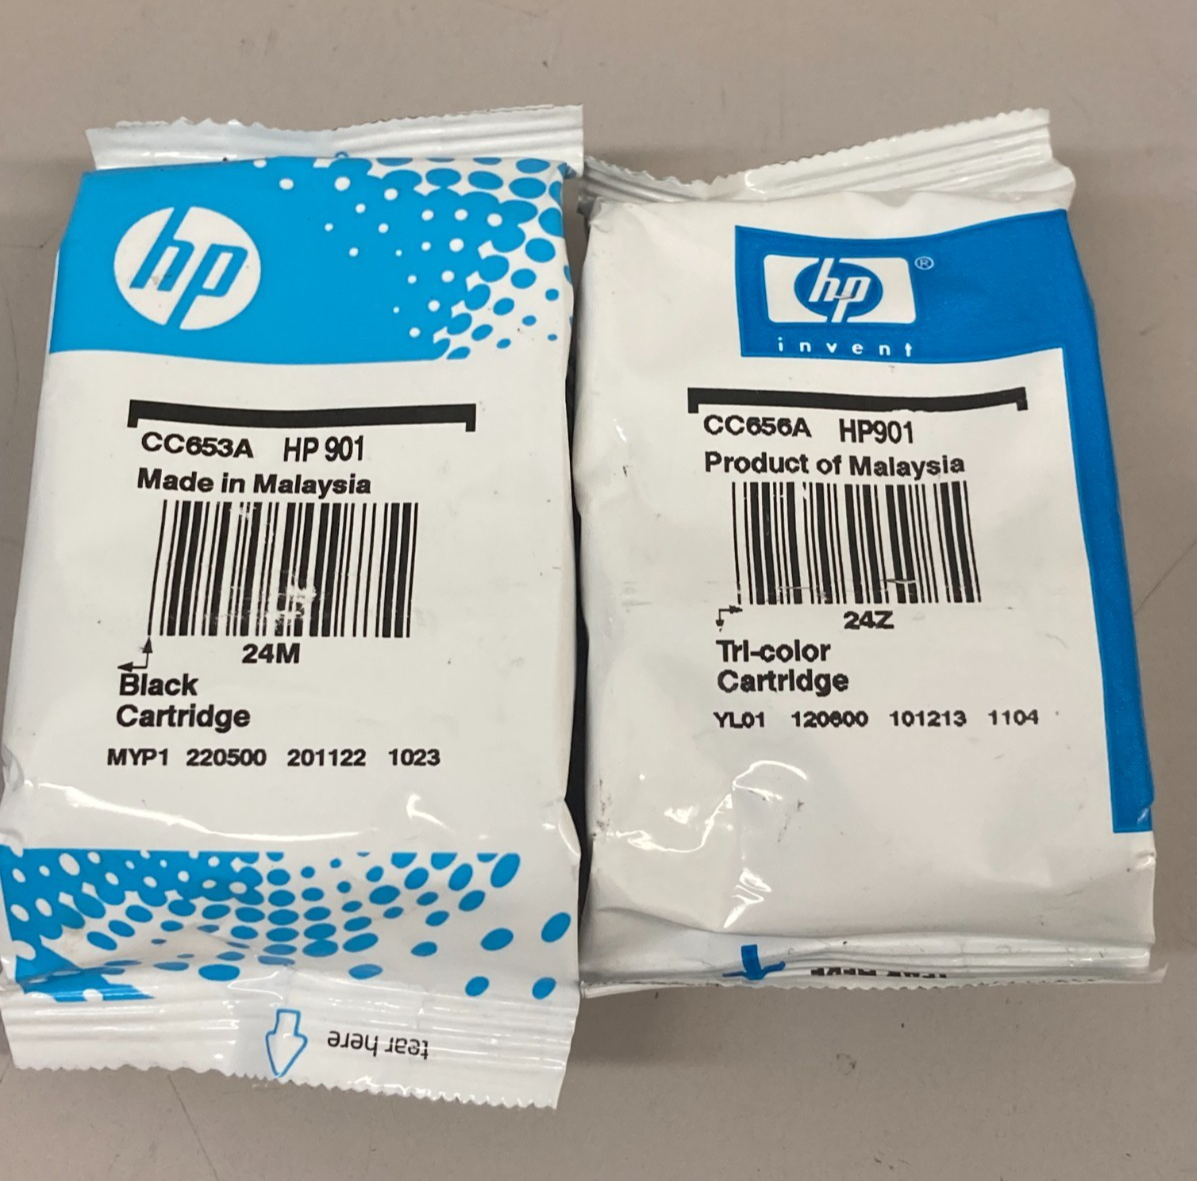 hp
CC653A HP 901
Made in Malaysia
24M
Black
Cartridge
MYP1 220500 201122 1023
tear here
hp ®
invent
CC656A HP901
Product of Malaysia
24Z
Tri-color
Cartridge
YL01 120600 101213 1104